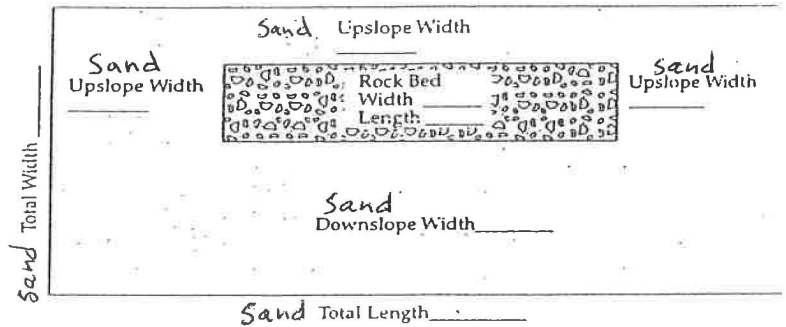 Sand Upslope Width
Sand
Upslope Width
Rock Bed
Width
Length
sand
Upslope Width
Sand
Downslope Width
Sand Total Width
Sand Total Length